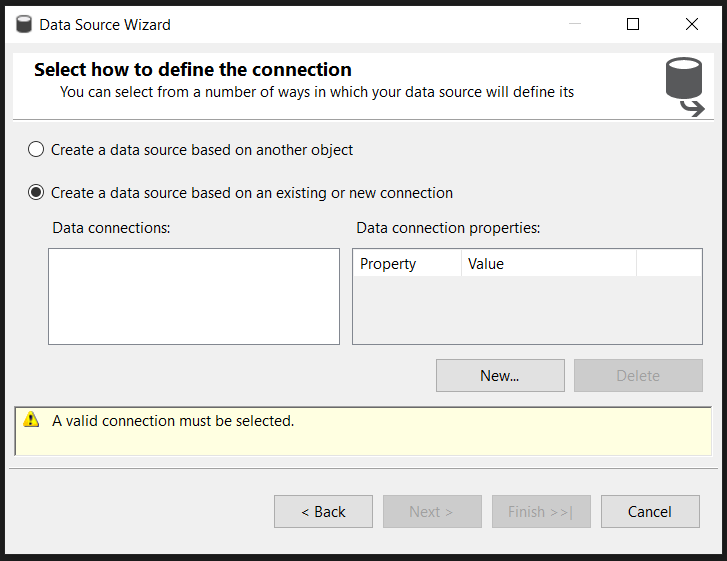 Data Source Wizard
Select how to define the connection
You can select from a number of ways in which your data source will define its
Create a data source based on another object
Create a data source based on an existing or new connection
Data connections: Data connection properties:
Property Value
New... Delete
A valid connection must be selected.
< Back Next > Finish >>| Cancel